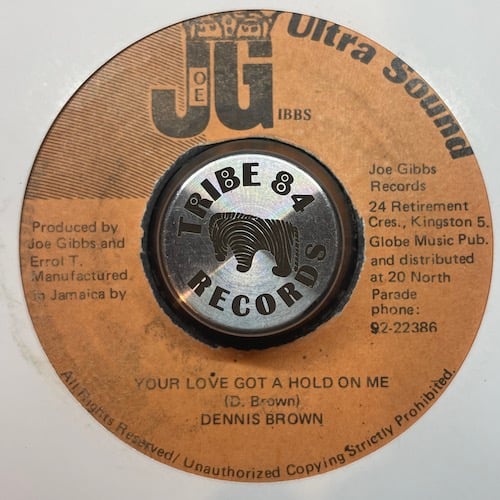 JOE GIBBS
Ultra Sound
TRIBE 84
RECORDS
Produced by
Joe Gibbs and
Errol T.
Manufactured
in Jamaica by
Joe Gibbs
Records
24 Retirement
Cres., Kingston 5.
Globe Music Pub.
and distributed
at 20 North
Parade
phone:
92-22386
YOUR LOVE GOT A HOLD ON ME
(D. Brown)
DENNIS BROWN
All Rights Reserved/ Unauthorized Copying Strictly Prohibited.